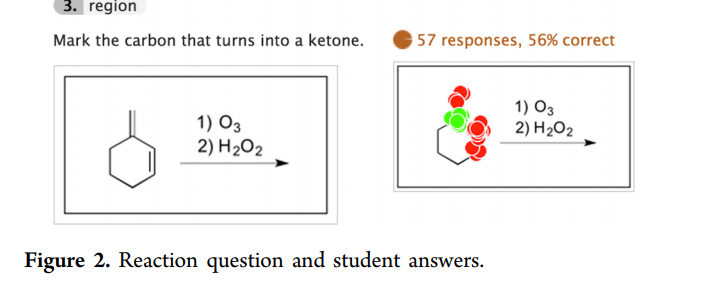 3. region
Mark the carbon that turns into a ketone.
57 responses, 56% correct
1) O₃
2) H₂O₂
1) O₃
2) H₂O₂
Figure 2. Reaction question and student answers.